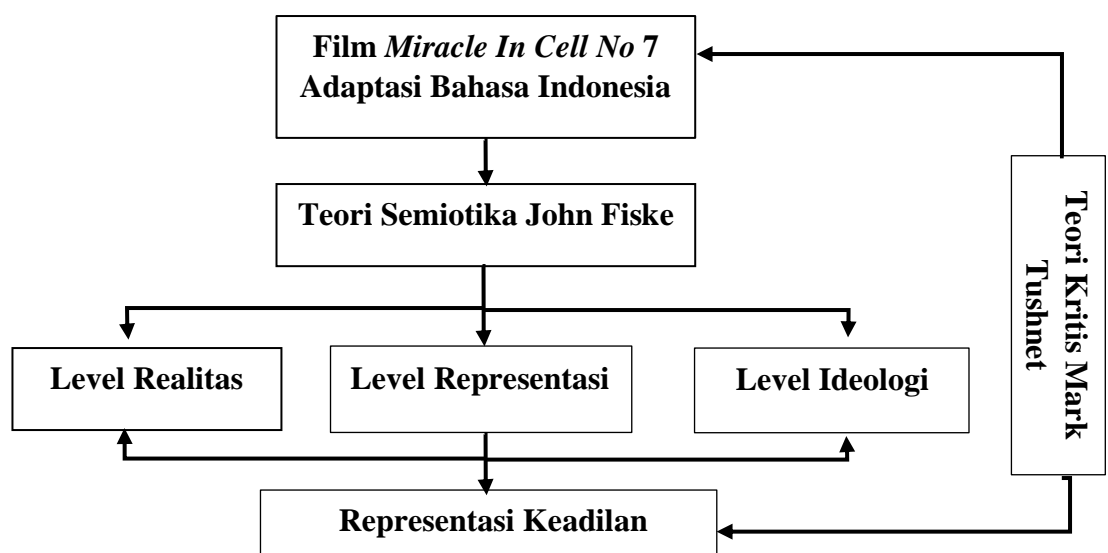 Film Miracle In Cell No 7
Adaptasi Bahasa Indonesia
Teori Semiotika John Fiske
Level Realitas
Level Representasi
Level Ideologi
Teori Kritis Mark
Tushnet
Representasi Keadilan